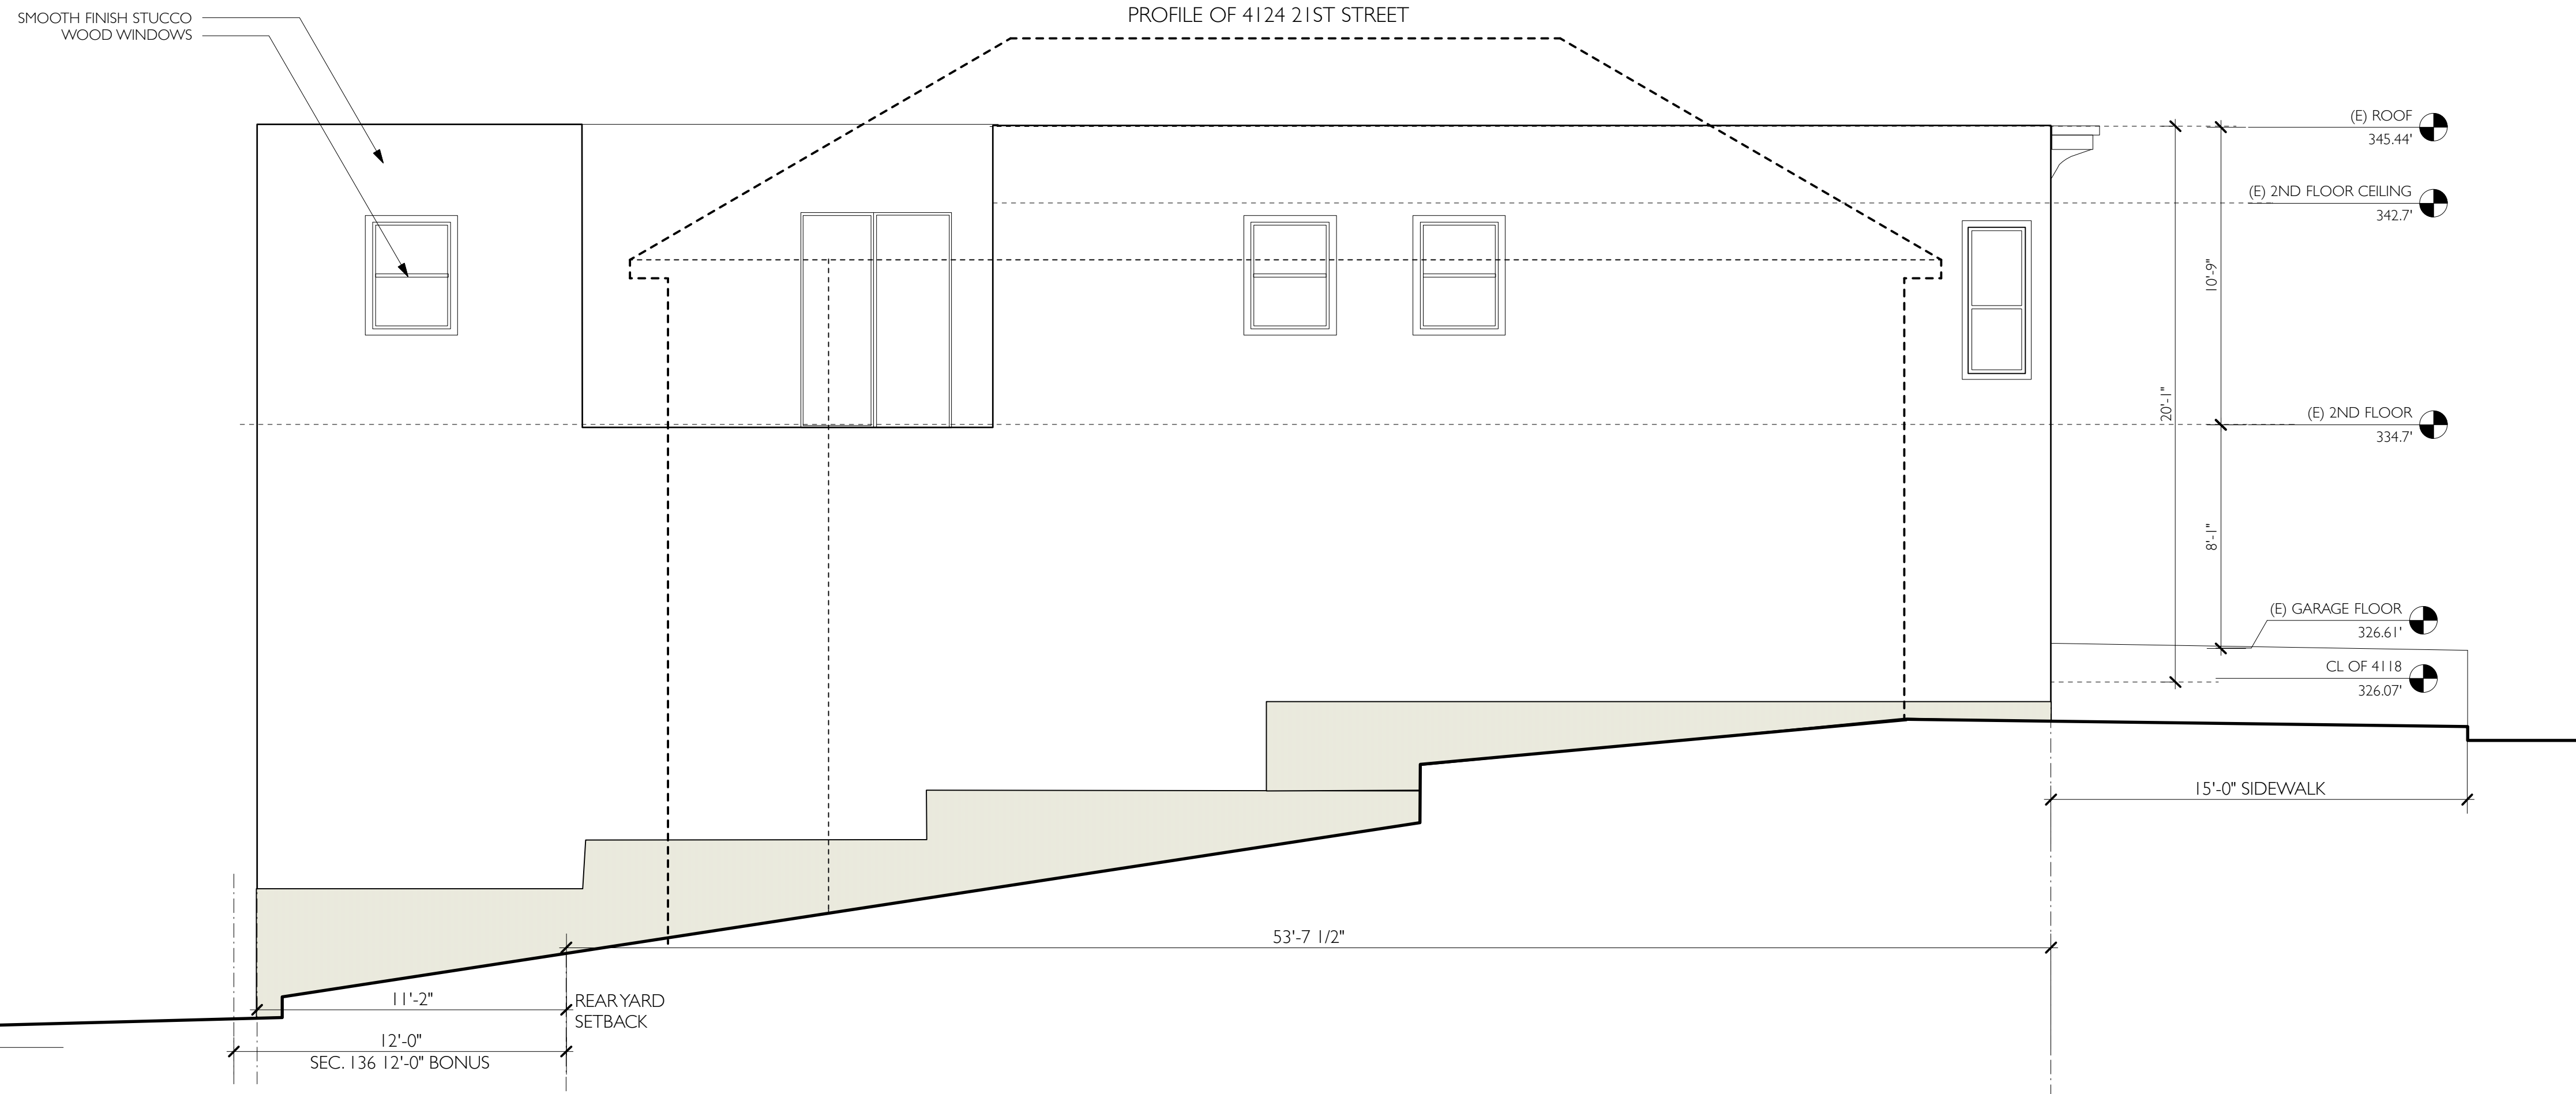 PROFILE OF 4124 21ST STREET
SMOOTH FINISH STUCCO
WOOD WINDOWS
(E) ROOF
345.44'
(E) 2ND FLOOR CEILING
342.7'
10'-9"
20'-1"
(E) 2ND FLOOR
334.7'
8'-1"
(E) GARAGE FLOOR
326.61'
CL OF 4118
326.07'
15'-0" SIDEWALK
53'-7 1/2"
11'-2"
REAR YARD
SETBACK
12'-0"
SEC. 136 12'-0" BONUS